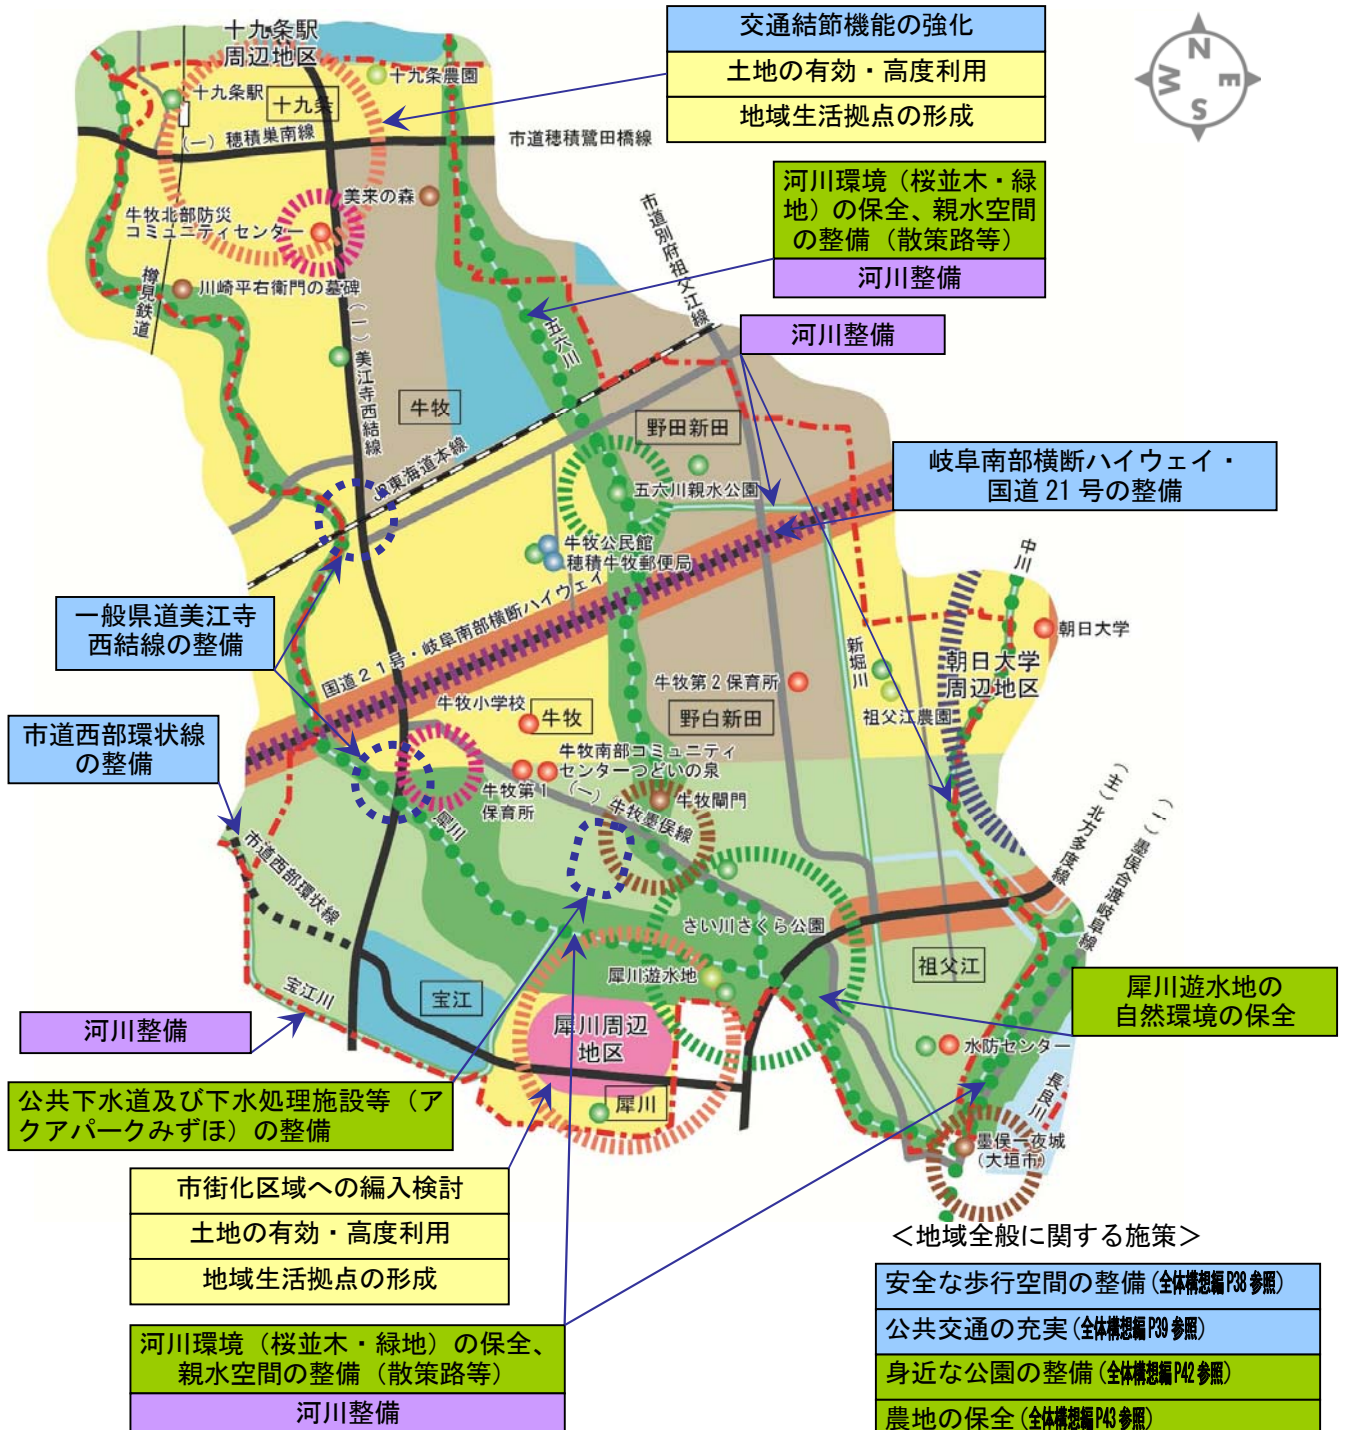 交通結節機能の強化
土地の有効・高度利用
地域生活拠点の形成
N
E
S
W
十九条駅
周辺地区
十九条農園
十九条駅
十九条
(一)穂積巣南線
市道穂積鷺田橋線
河川環境（桜並木・緑
地）の保全、親水空間
の整備（散策路等）
河川整備
美来の森
牛牧北部防災
コミュニティセンター
市道別府祖父江線
川崎平右衛門の墓碑
樽見鉄道
(一)美江寺西結線
五六川
河川整備
牛牧
野田新田
JR東海道本線
岐阜南部横断ハイウェイ・
国道 21 号の整備
五六川親水公園
牛牧公民館
穂積牛牧郵便局
中川
一般県道美江寺
西結線の整備
国道21号・岐阜南部横断ハイウェイ
新堀川
朝日大学
朝日大学
周辺地区
牛牧第2保育所
祖父江農園
牛牧小学校
牛牧
野白新田
市道西部環状線
の整備
牛牧南部コミュニティ
センターつどいの泉
牛牧第1
保育所
(一)牛牧墨俣線
牛牧閘門
(主)北方多度線
(一)墨俣合渡岐阜線
犀川
市道西部環状線
さい川さくら公園
犀川遊水地
祖父江
宝江川
宝江
犀川遊水地の
自然環境の保全
河川整備
犀川周辺
地区
水防センター
長良川
公共下水道及び下水処理施設等（ア
クアパークみずほ）の整備
犀川
墨俣一夜城
(大垣市)
市街化区域への編入検討
土地の有効・高度利用
地域生活拠点の形成
＜地域全般に関する施策＞
安全な歩行空間の整備(全体構想編P38参照)
公共交通の充実(全体構想編P39参照)
身近な公園の整備(全体構想編P42参照)
農地の保全(全体構想編P43参照)
河川環境（桜並木・緑地）の保全、
親水空間の整備（散策路等）
河川整備